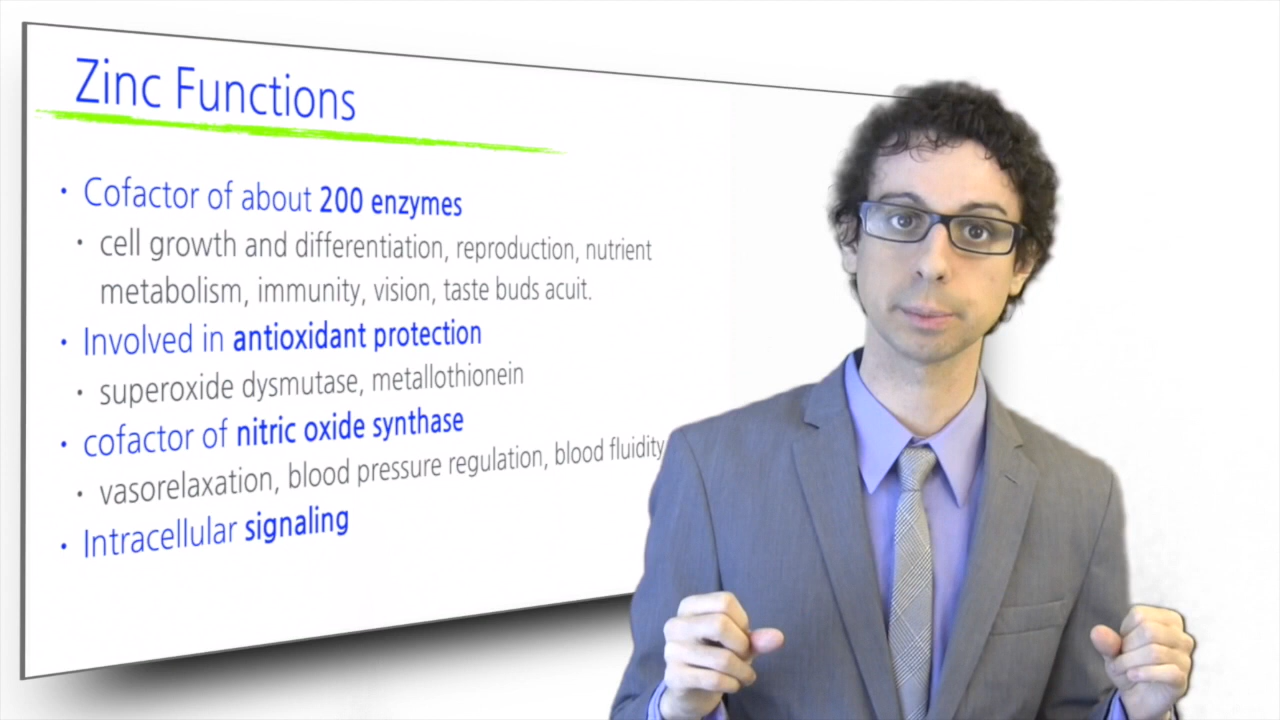 Zinc Functions
• Cofactor of about 200 enzymes
• cell growth and differentiation, reproduction, nutrient
metabolism, immunity, vision, taste buds acuit.
• Involved in antioxidant protection
• superoxide dysmutase, metallothionein
• cofactor of nitric oxide synthase
• vasorelaxation, blood pressure regulation, blood fluidity
• Intracellular signaling